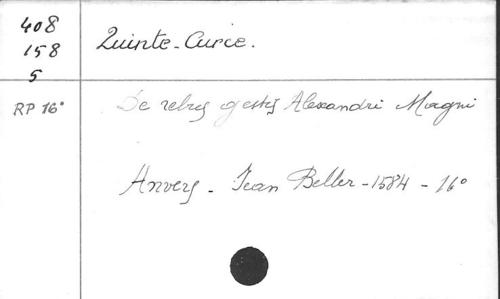 408
158
5
Quinte-Curce.
RP 16°
De rebus gestis Alexandri Magni
Anvers - Jean Beller - 1584 - 16°